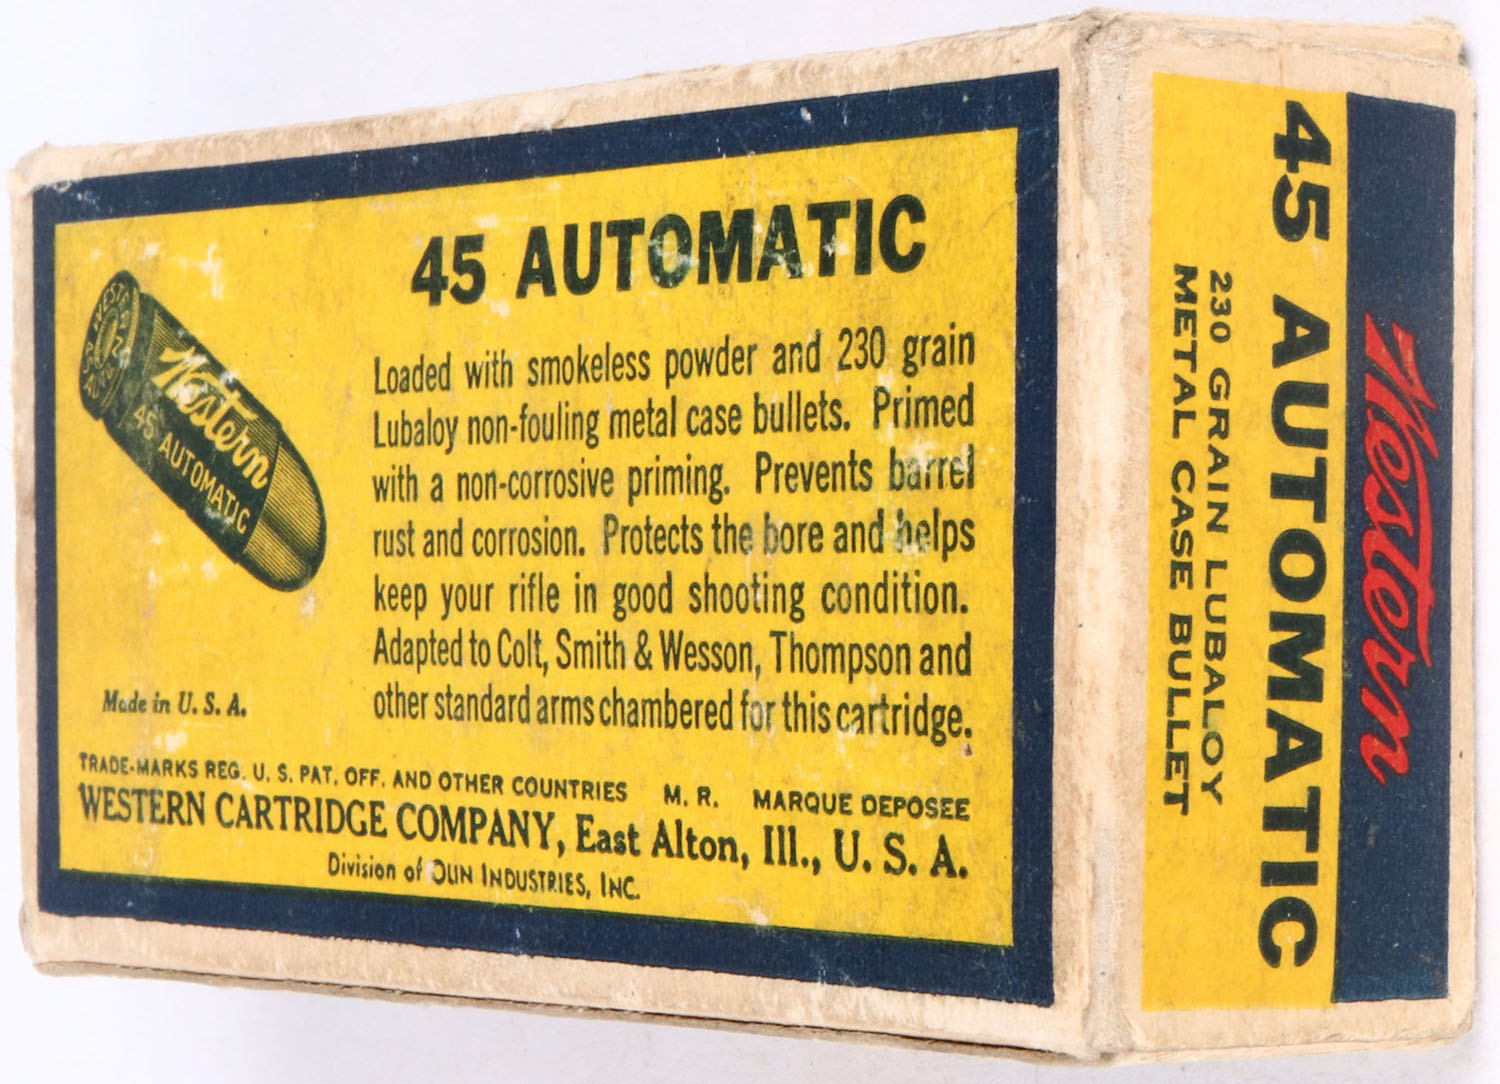 45 AUTOMATIC
Loaded with smokeless powder and 230 grain
Lubaloy non-fouling metal case bullets. Primed
with a non-corrosive priming. Prevents barrel
rust and corrosion. Protects the bore and helps
keep your rifle in good shooting condition.
Adapted to Colt, Smith & Wesson, Thompson and
other standard arms chambered for this cartridge.
WESTERN
45 AUTO
Western
45 AUTOMATIC
Made in U. S. A.
TRADE-MARKS REG. U. S. PAT. OFF. AND OTHER COUNTRIES M. R. MARQUE DEPOSEE
WESTERN CARTRIDGE COMPANY, East Alton, Ill., U. S. A.
Division of OLIN INDUSTRIES, INC.
Western
45 AUTOMATIC
230 GRAIN LUBALOY
METAL CASE BULLET